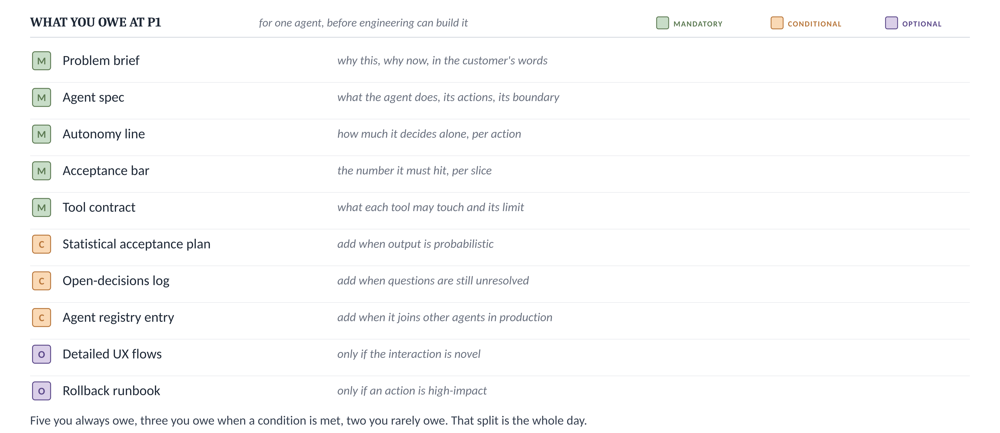 WHAT YOU OWE AT P1 for one agent, before engineering can build it MANDATORY CONDITIONAL OPTIONAL
M Problem brief why this, why now, in the customer's words
M Agent spec what the agent does, its actions, its boundary
M Autonomy line how much it decides alone, per action
M Acceptance bar the number it must hit, per slice
M Tool contract what each tool may touch and its limit
C Statistical acceptance plan add when output is probabilistic
C Open-decisions log add when questions are still unresolved
C Agent registry entry add when it joins other agents in production
O Detailed UX flows only if the interaction is novel
O Rollback runbook only if an action is high-impact
Five you always owe, three you owe when a condition is met, two you rarely owe. That split is the whole day.